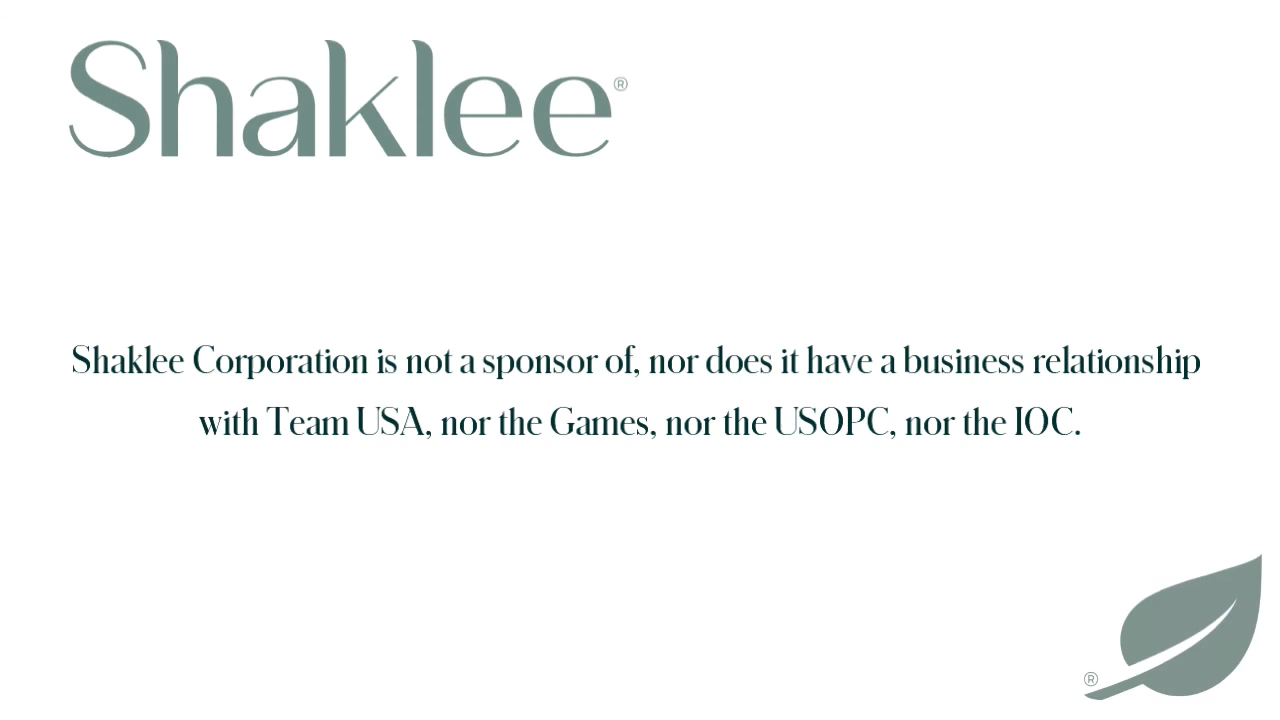 Shaklee®
Shaklee Corporation is not a sponsor of, nor does it have a business relationship
with Team USA, nor the Games, nor the USOPC, nor the IOC.
®